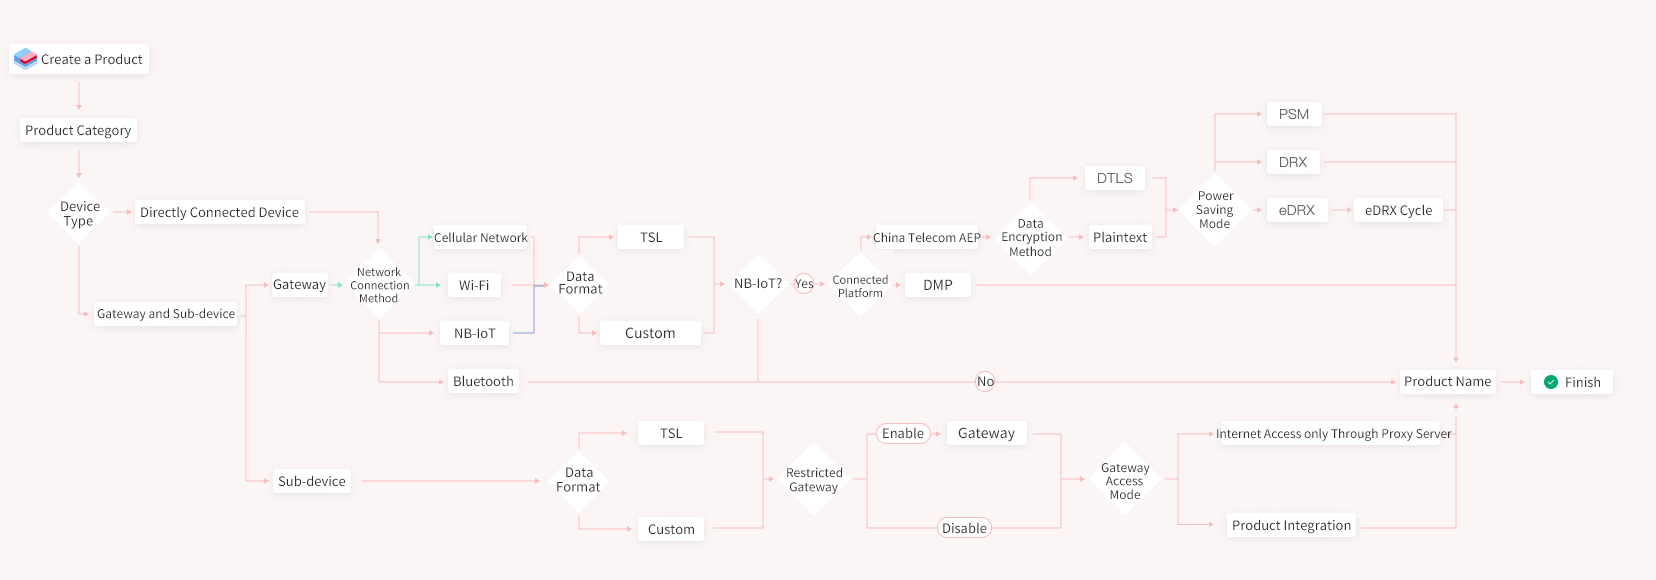 Create a Product
Product Category
Device
Type
Directly Connected Device
Gateway and Sub-device
Gateway
Network
Connection
Method
Cellular Network
Wi-Fi
NB-IoT
Bluetooth
Data
Format
TSL
Custom
NB-IoT?
Yes
No
Connected
Platform
China Telecom AEP
DMP
Data
Encryption
Method
DTLS
Plaintext
Power
Saving
Mode
PSM
DRX
eDRX
eDRX Cycle
Product Name
Finish
Sub-device
Data
Format
TSL
Custom
Restricted
Gateway
Enable
Gateway
Disable
Gateway
Access
Mode
Internet Access only Through Proxy Server
Product Integration